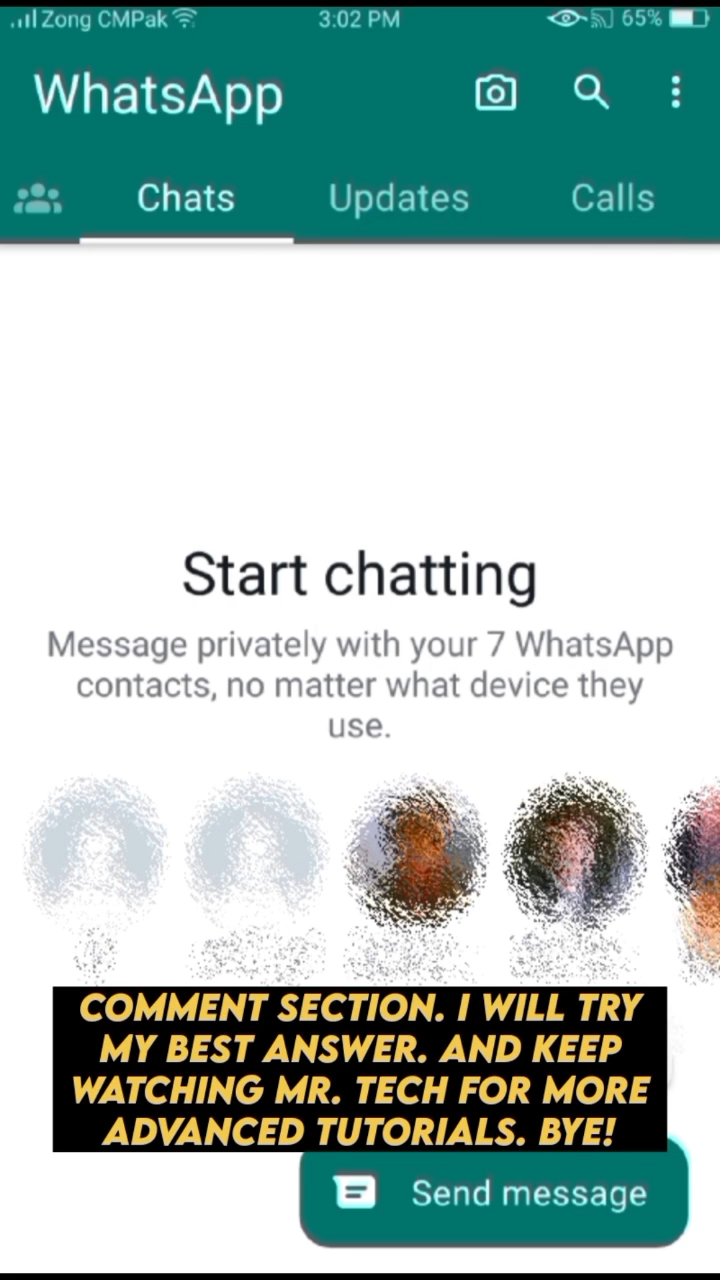 Zong CMPak 3:02 PM 65%
WhatsApp
Chats Updates Calls
Start chatting
Message privately with your 7 WhatsApp
contacts, no matter what device they
use.
COMMENT SECTION. I WILL TRY
MY BEST ANSWER. AND KEEP
WATCHING MR. TECH FOR MORE
ADVANCED TUTORIALS. BYE!
Send message